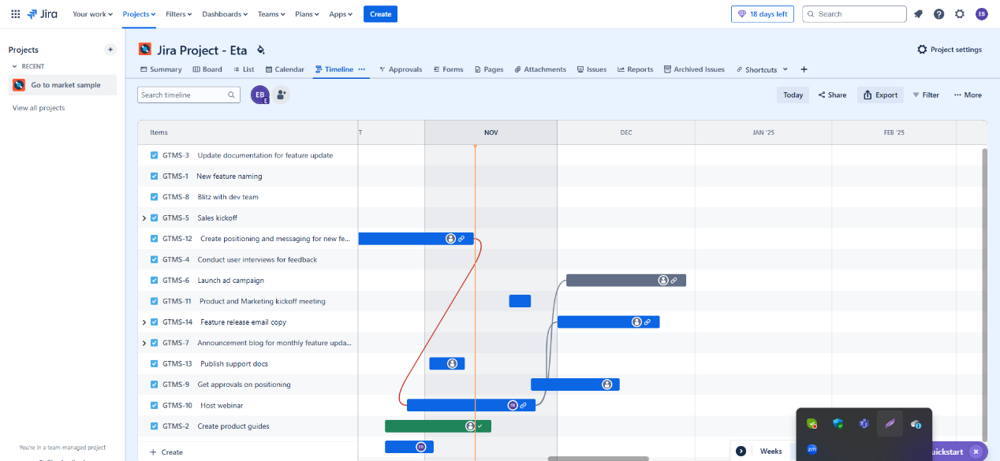 Jira Your work Projects Filters Dashboards Teams Plans Apps Create 18 days left Search EB
Projects
RECENT
Go to market sample
View all projects
You're in a team-managed project
Jira Project - Eta Project settings
Summary Board List Calendar Timeline Approvals Forms Pages Attachments Issues Reports Archived Issues Shortcuts
Search timeline EB E Today Share Export Filter More
Items T NOV DEC JAN '25 FEB '25
GTMS-3 Update documentation for feature update
GTMS-1 New feature naming
GTMS-8 Blitz with dev team
GTMS-5 Sales kickoff
GTMS-12 Create positioning and messaging for new fe...
GTMS-4 Conduct user interviews for feedback
GTMS-6 Launch ad campaign
GTMS-11 Product and Marketing kickoff meeting
GTMS-14 Feature release email copy
GTMS-7 Announcement blog for monthly feature upda...
GTMS-13 Publish support docs
GTMS-9 Get approvals on positioning
GTMS-10 Host webinar EB
GTMS-2 Create product guides
EB
Create Weeks zm uickstart